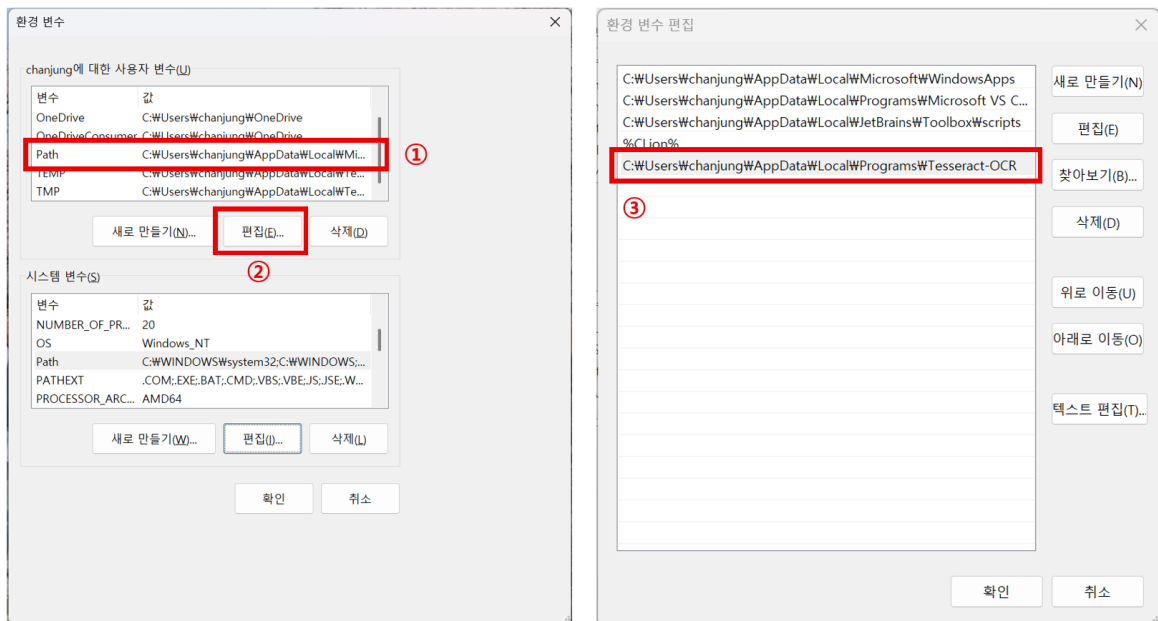 환경 변수
chanjung에 대한 사용자 변수(U)
변수 값
OneDrive C:₩Users₩chanjung₩OneDrive
OneDriveConsumer C:₩Users₩chanjung₩OneDrive
Path C:₩Users₩chanjung₩AppData₩Local₩Mi...
①
TEMP C:₩Users₩chanjung₩AppData₩Local₩Te...
TMP C:₩Users₩chanjung₩AppData₩Local₩Te...
새로 만들기(N)... 편집(E)... 삭제(D)
②
시스템 변수(S)
변수 값
NUMBER_OF_PR... 20
OS Windows_NT
Path C:₩WINDOWS₩system32;C:₩WINDOWS;...
PATHEXT .COM;.EXE;.BAT;.CMD;.VBS;.VBE;.JS;.JSE;.W...
PROCESSOR_ARC... AMD64
새로 만들기(W)... 편집(I)... 삭제(L)
확인 취소
환경 변수 편집
C:₩Users₩chanjung₩AppData₩Local₩Microsoft₩WindowsApps
C:₩Users₩chanjung₩AppData₩Local₩Programs₩Microsoft VS C...
C:₩Users₩chanjung₩AppData₩Local₩JetBrains₩Toolbox₩scripts
%CLion%
C:₩Users₩chanjung₩AppData₩Local₩Programs₩Tesseract-OCR
③
새로 만들기(N)
편집(E)
찾아보기(B)...
삭제(D)
위로 이동(U)
아래로 이동(O)
텍스트 편집(T)...
확인 취소